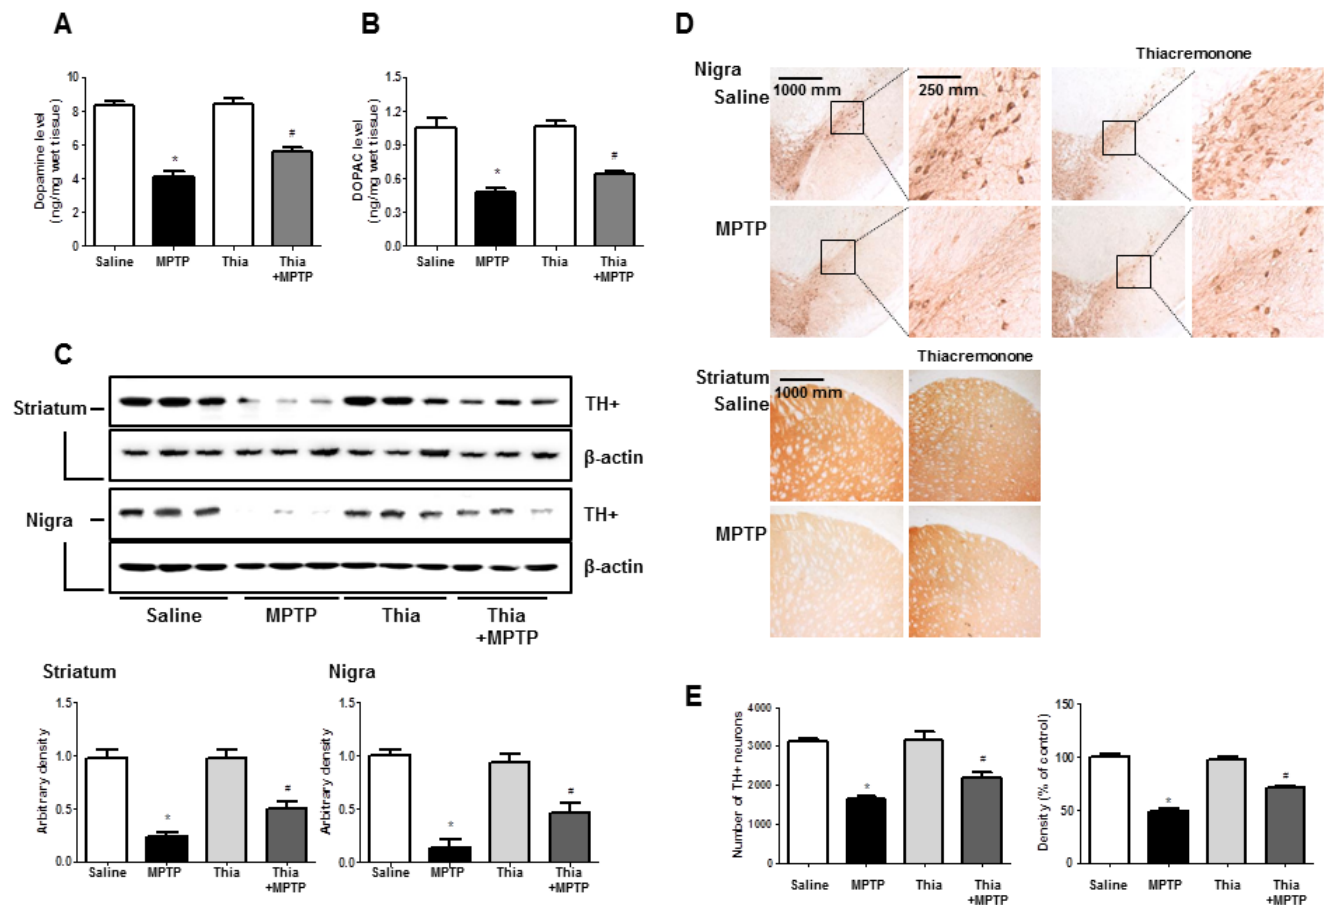 A
Dopamine level
(ng/mg wet tissue)
10
8
6
4
2
0
*
#
Saline
MPTP
Thia
Thia
+MPTP
B
DOPAC level
(ng/mg wet tissue)
1.5
1.2
0.9
0.6
0.3
0.0
*
#
Saline
MPTP
Thia
Thia
+MPTP
C
Striatum
TH+
β-actin
Nigra
TH+
β-actin
Saline
MPTP
Thia
Thia
+MPTP
Striatum
Arbitrary density
1.5
1.0
0.5
0.0
*
#
Saline
MPTP
Thia
Thia
+MPTP
Nigra
Arbitrary density
1.5
1.0
0.5
0.0
*
#
Saline
MPTP
Thia
Thia
+MPTP
D
Thiacremonone
Nigra
Saline
1000 mm
250 mm
MPTP
Thiacremonone
Striatum
Saline
1000 mm
MPTP
E
Number of TH+ neurons
4000
3000
2000
1000
0
*
#
Saline
MPTP
Thia
Thia
+MPTP
Density (% of control)
150
100
50
0
*
#
Saline
MPTP
Thia
Thia
+MPTP